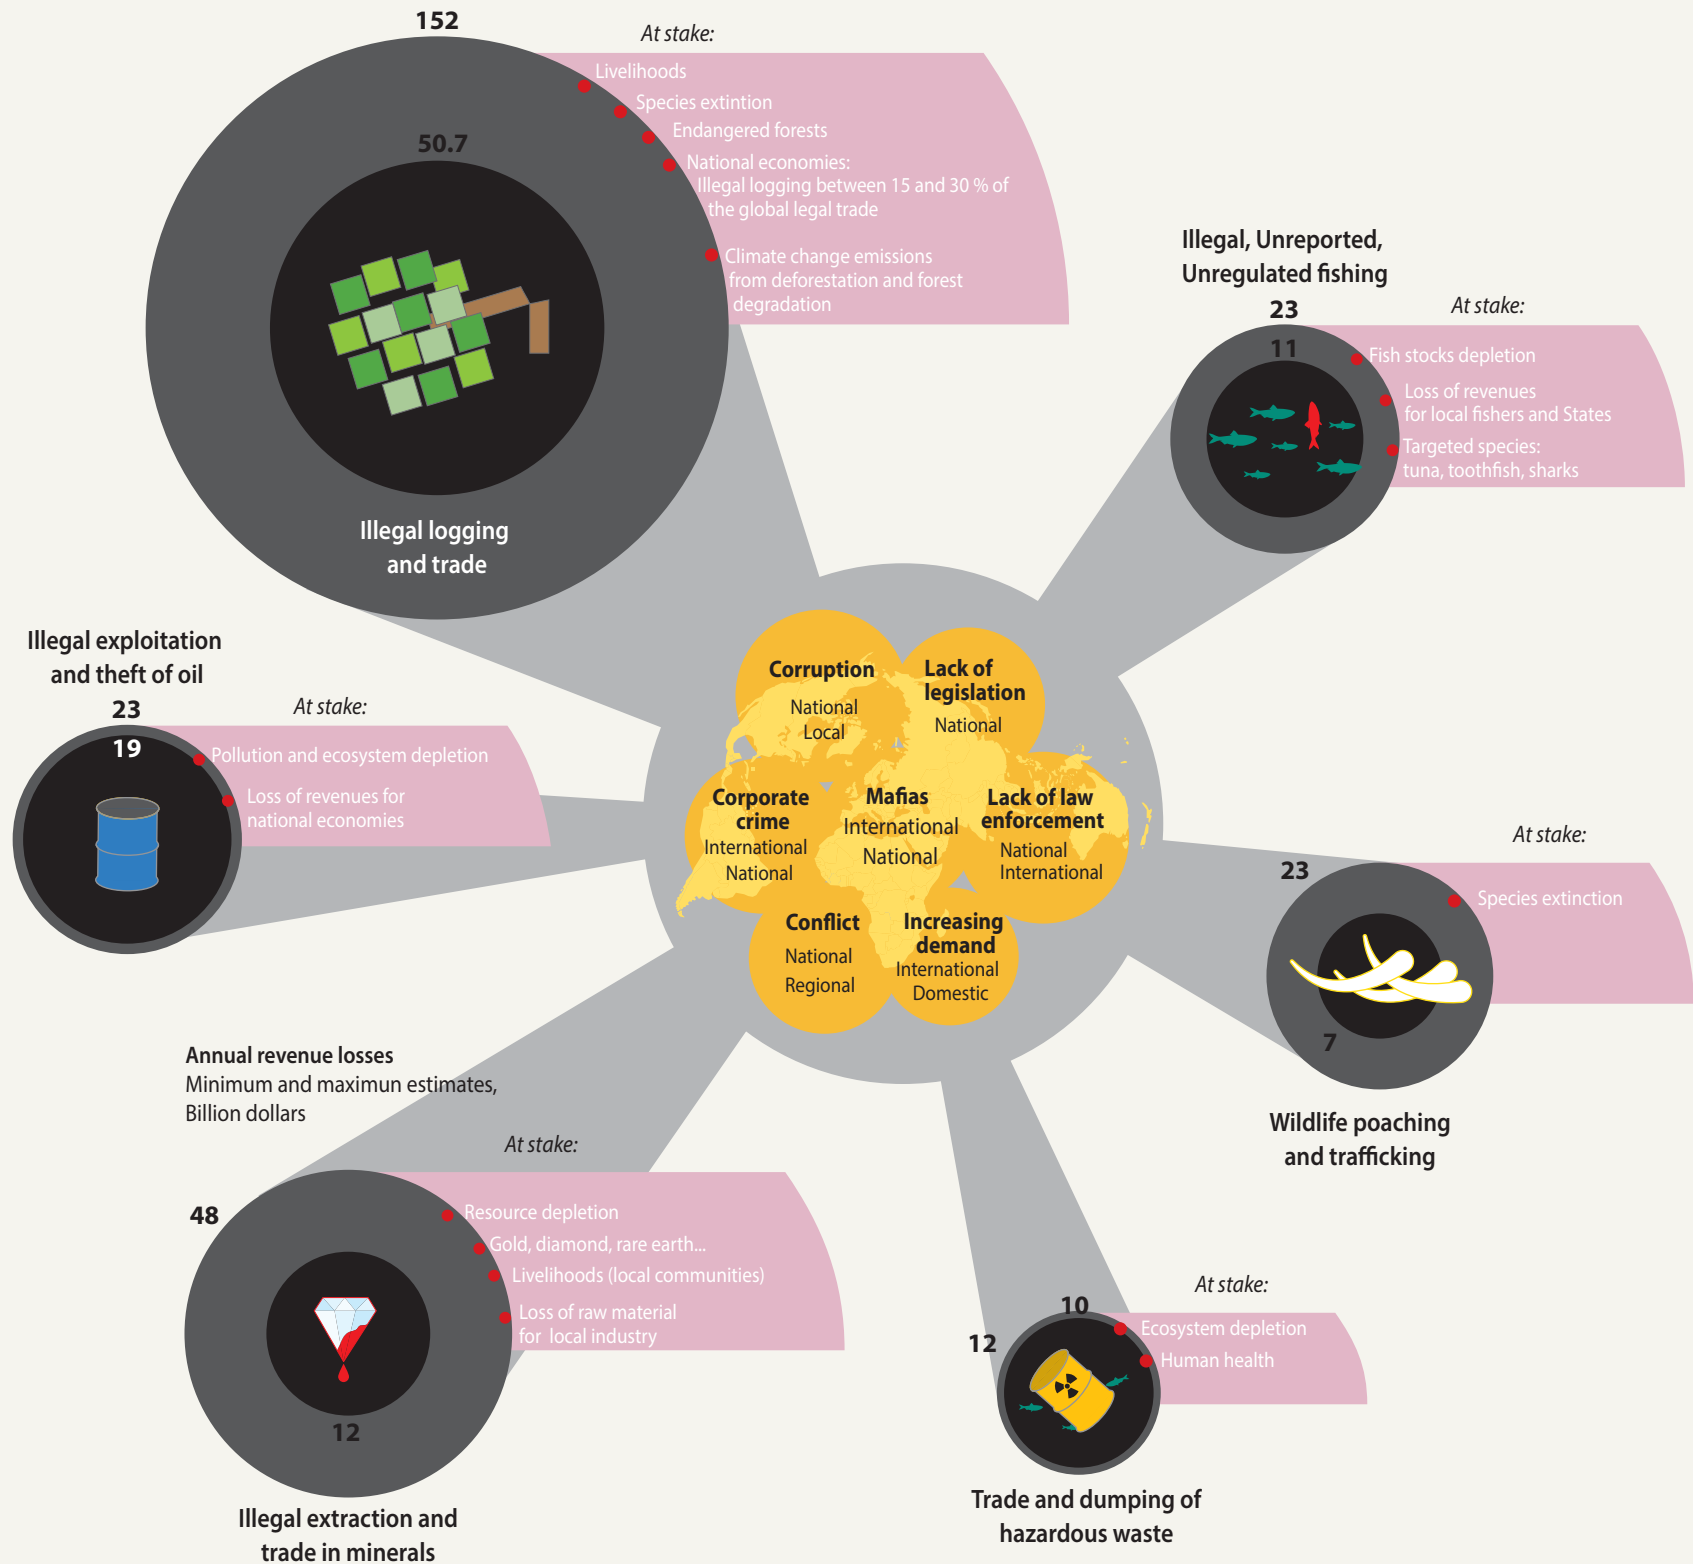 152
At stake:
Livelihoods
Species extintion
Endangered forests
National economies:
Illegal logging between 15 and 30 % of
the global legal trade
Climate change emissions
from deforestation and forest
degradation
50.7
Illegal logging
and trade
Illegal, Unreported,
Unregulated fishing
23
11
At stake:
Fish stocks depletion
Loss of revenues
for local fishers and States
Targeted species:
tuna, toothfish, sharks
Illegal exploitation
and theft of oil
23
19
At stake:
Pollution and ecosystem depletion
Loss of revenues for
national economies
Corruption
National
Local
Lack of
legislation
National
Corporate
crime
International
National
Mafias
International
National
Lack of law
enforcement
National
International
Conflict
National
Regional
Increasing
demand
International
Domestic
At stake:
23
Species extinction
7
Wildlife poaching
and trafficking
Annual revenue losses
Minimum and maximun estimates,
Billion dollars
At stake:
48
Resource depletion
Gold, diamond, rare earth...
Livelihoods (local communities)
Loss of raw material
for local industry
12
Illegal extraction and
trade in minerals
At stake:
10
12
Ecosystem depletion
Human health
Trade and dumping of
hazardous waste